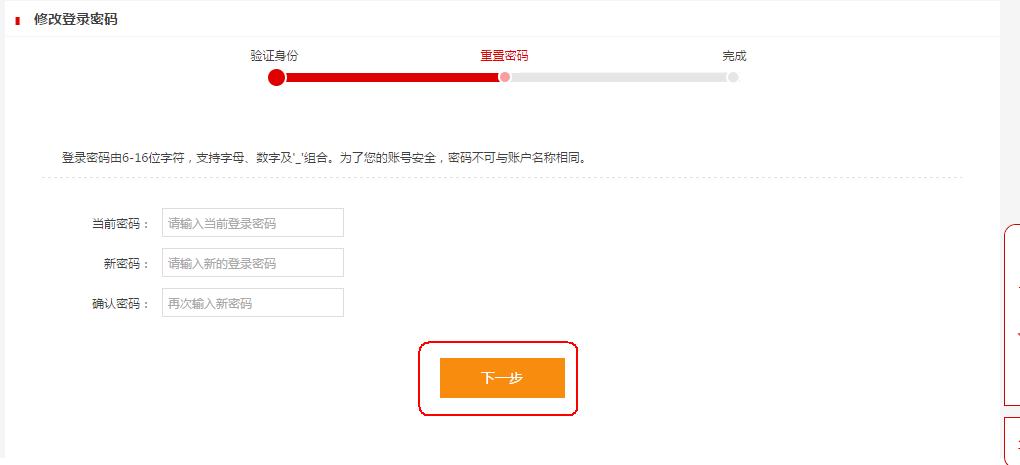 修改登录密码
验证身份 重置密码 完成
登录密码由6-16位字符，支持字母、数字及'_'组合。为了您的账号安全，密码不可与账户名称相同。
当前密码： 请输入当前登录密码
新密码： 请输入新的登录密码
确认密码： 再次输入新密码
下一步